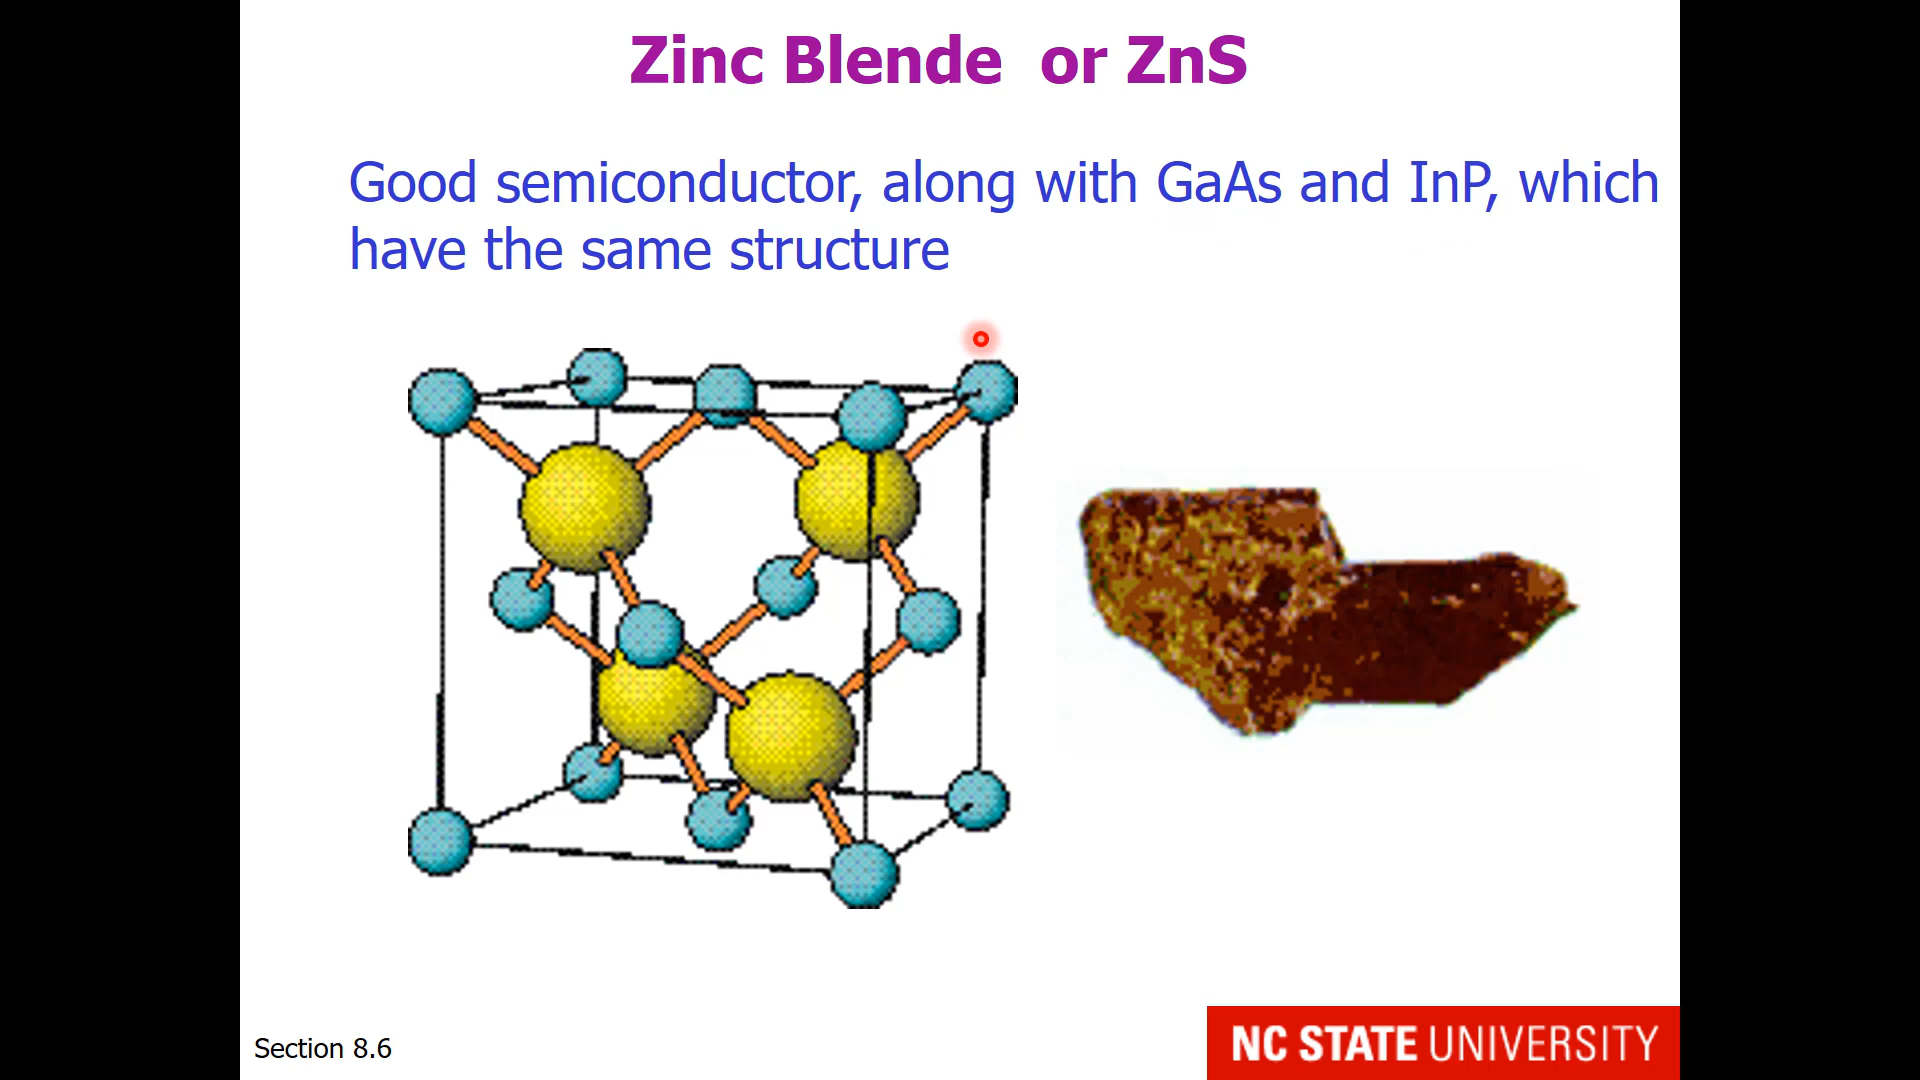 Zinc Blende or ZnS
Good semiconductor, along with GaAs and InP, which
have the same structure
Section 8.6
NC STATE UNIVERSITY